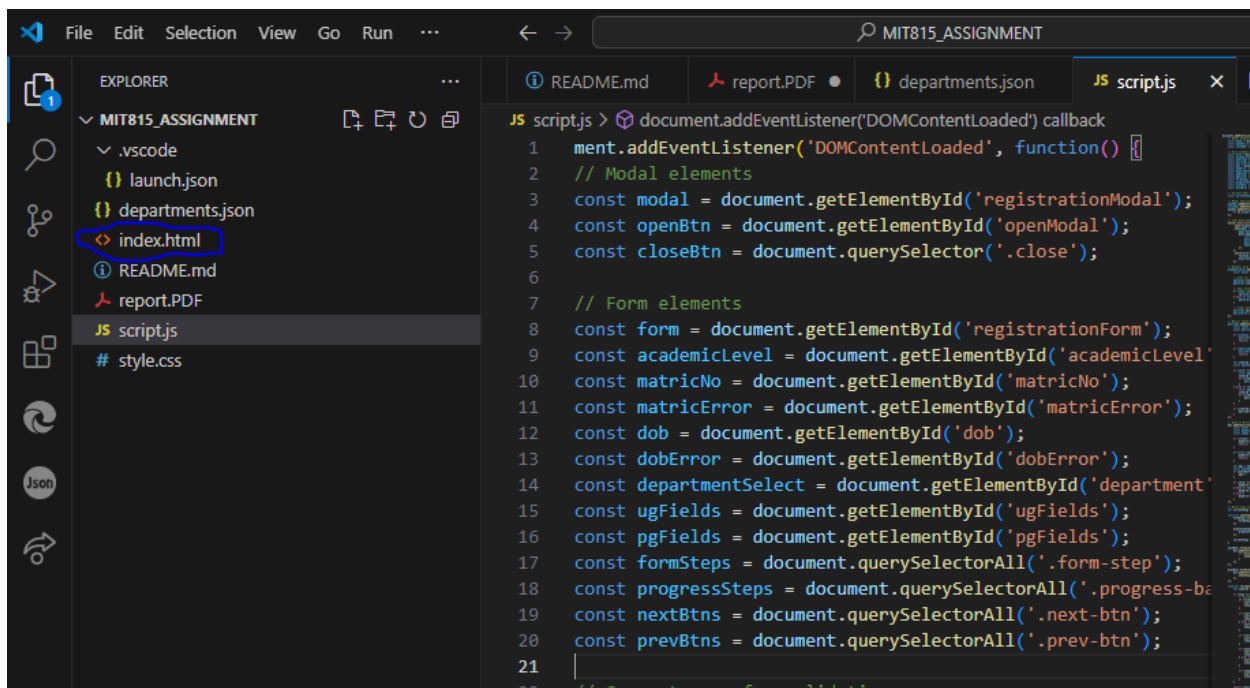 File Edit Selection View Go Run ...
MIT815_ASSIGNMENT
EXPLORER
MIT815_ASSIGNMENT
.vscode
{} launch.json
{} departments.json
<> index.html
README.md
report.PDF
JS script.js
# style.css
1
Json
README.md
report.PDF
{} departments.json
JS script.js
JS script.js > document.addEventListener('DOMContentLoaded') callback
1 ment.addEventListener('DOMContentLoaded', function() {
2 // Modal elements
3 const modal = document.getElementById('registrationModal');
4 const openBtn = document.getElementById('openModal');
5 const closeBtn = document.querySelector('.close');
6
7 // Form elements
8 const form = document.getElementById('registrationForm');
9 const academicLevel = document.getElementById('academicLevel'
10 const matricNo = document.getElementById('matricNo');
11 const matricError = document.getElementById('matricError');
12 const dob = document.getElementById('dob');
13 const dobError = document.getElementById('dobError');
14 const departmentSelect = document.getElementById('department'
15 const ugFields = document.getElementById('ugFields');
16 const pgFields = document.getElementById('pgFields');
17 const formSteps = document.querySelectorAll('.form-step');
18 const progressSteps = document.querySelectorAll('.progress-ba
19 const nextBtns = document.querySelectorAll('.next-btn');
20 const prevBtns = document.querySelectorAll('.prev-btn');
21